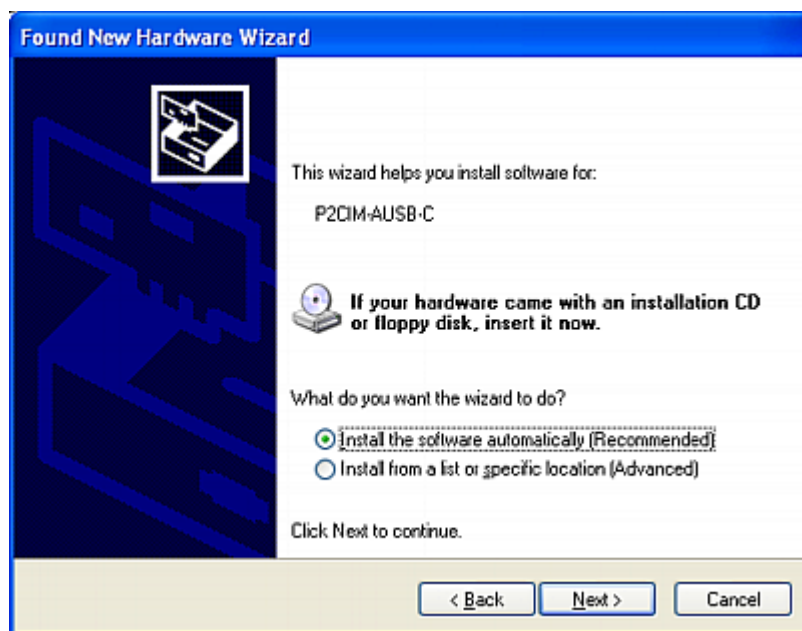 Found New Hardware Wizard
This wizard helps you install software for:
P2CIM-AUSB-C
If your hardware came with an installation CD
or floppy disk, insert it now.
What do you want the wizard to do?
Install the software automatically (Recommended)
Install from a list or specific location (Advanced)
Click Next to continue.
< Back Next > Cancel